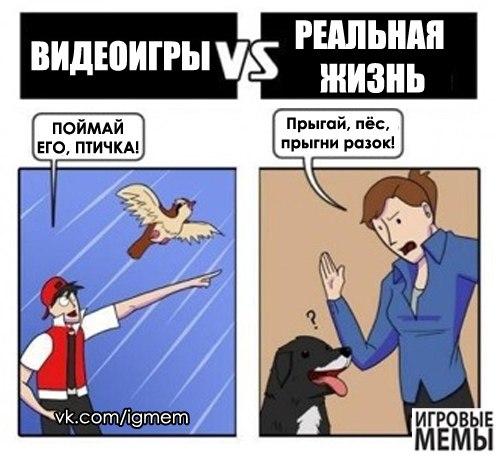 ВИДЕОИГРЫ
VS
РЕАЛЬНАЯ
ЖИЗНЬ
ПОЙМАЙ
ЕГО, ПТИЧКА!
Прыгай, пёс,
прыгни разок!
?
vk.com/igmem
ИГРОВЫЕ
МЕМЫ